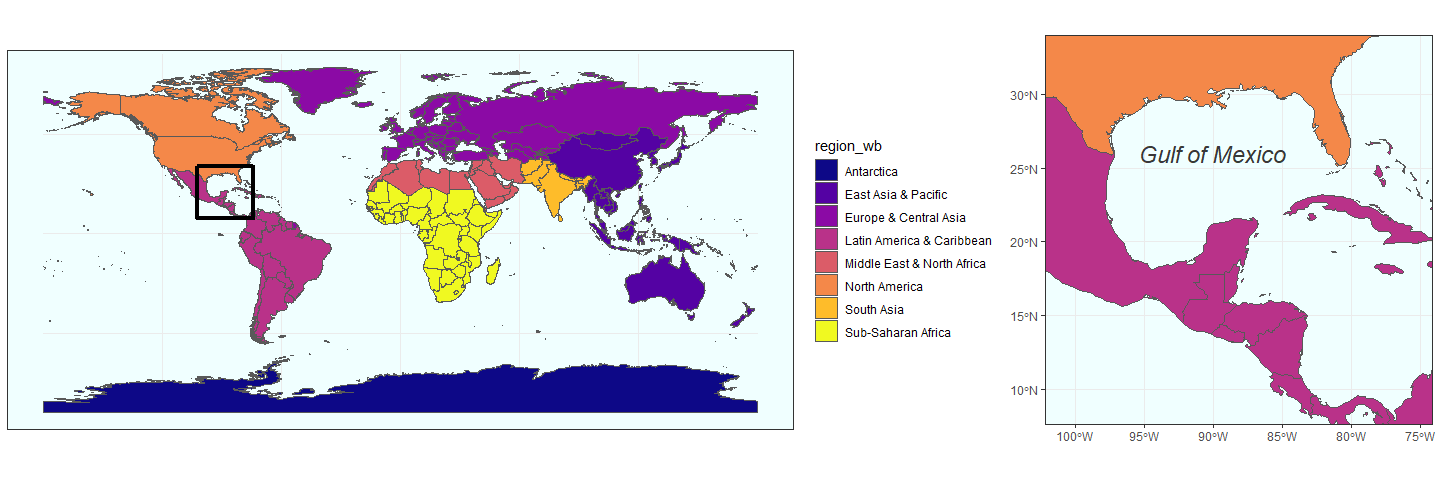 region_wb
Antarctica
East Asia & Pacific
Europe & Central Asia
Latin America & Caribbean
Middle East & North Africa
North America
South Asia
Sub-Saharan Africa
Gulf of Mexico
30°N
25°N
20°N
15°N
10°N
100°W
95°W
90°W
85°W
80°W
75°W